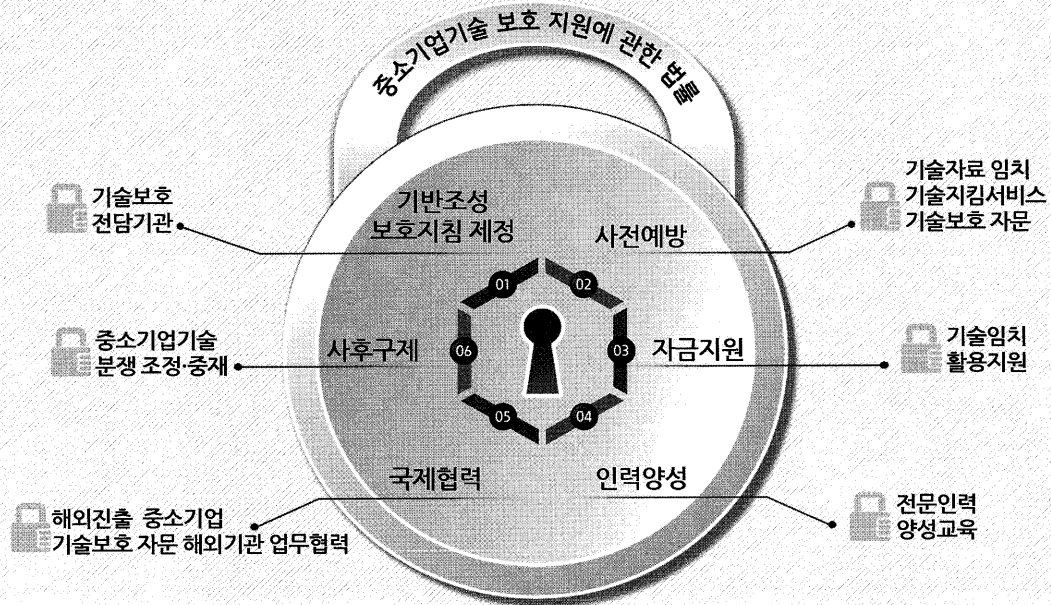 중소기업기술 보호 지원에 관한 법률
기술보호
전담기관
기반조성
보호지침 제정
01
사전예방
02
기술자료 임치
기술지킴서비스
기술보호 자문
중소기업기술
분쟁 조정·중재
사후구제
06
03
자금지원
기술임치
활용지원
05
04
국제협력
인력양성
해외진출 중소기업
기술보호 자문 해외기관 업무협력
전문인력
양성교육